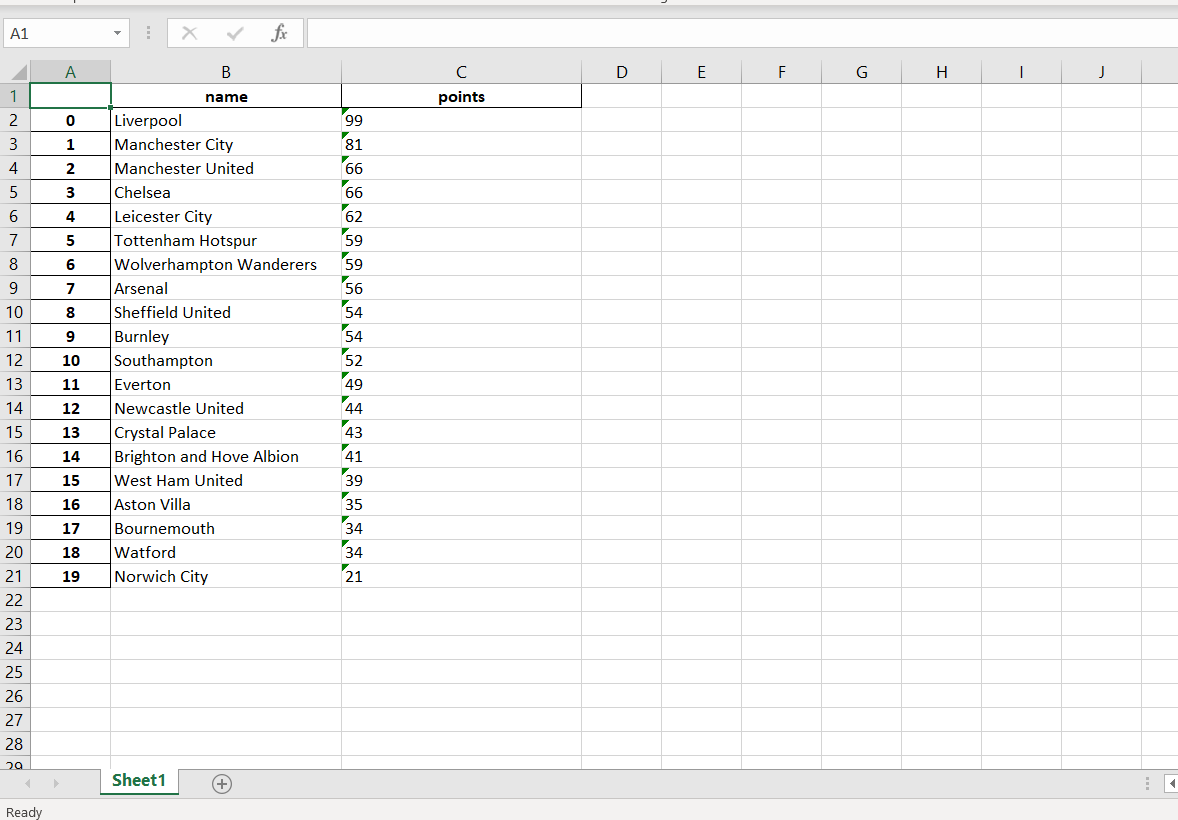 A1 fx
A B C D E F G H I J
1 name points
2 0 Liverpool 99
3 1 Manchester City 81
4 2 Manchester United 66
5 3 Chelsea 66
6 4 Leicester City 62
7 5 Tottenham Hotspur 59
8 6 Wolverhampton Wanderers 59
9 7 Arsenal 56
10 8 Sheffield United 54
11 9 Burnley 54
12 10 Southampton 52
13 11 Everton 49
14 12 Newcastle United 44
15 13 Crystal Palace 43
16 14 Brighton and Hove Albion 41
17 15 West Ham United 39
18 16 Aston Villa 35
19 17 Bournemouth 34
20 18 Watford 34
21 19 Norwich City 21
22
23
24
25
26
27
28
29
Sheet1
Ready